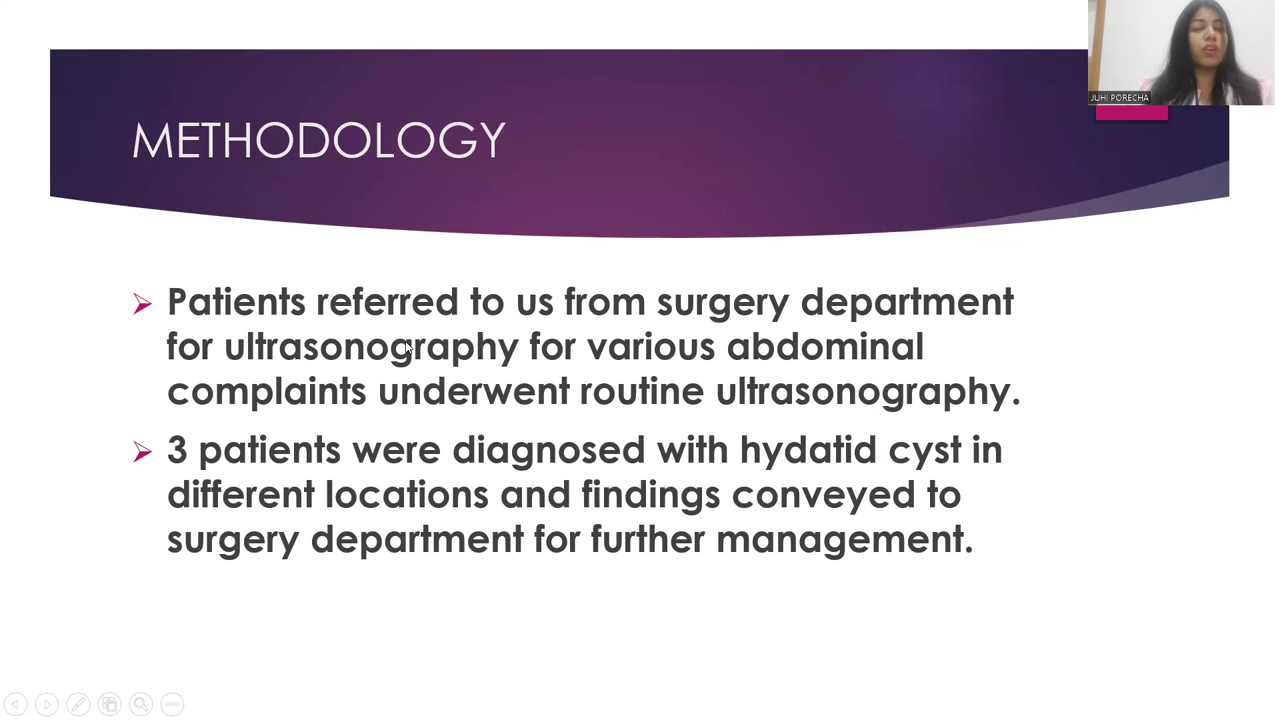 JUHI PORECHA
METHODOLOGY
Patients referred to us from surgery department
for ultrasonography for various abdominal
complaints underwent routine ultrasonography.
3 patients were diagnosed with hydatid cyst in
different locations and findings conveyed to
surgery department for further management.